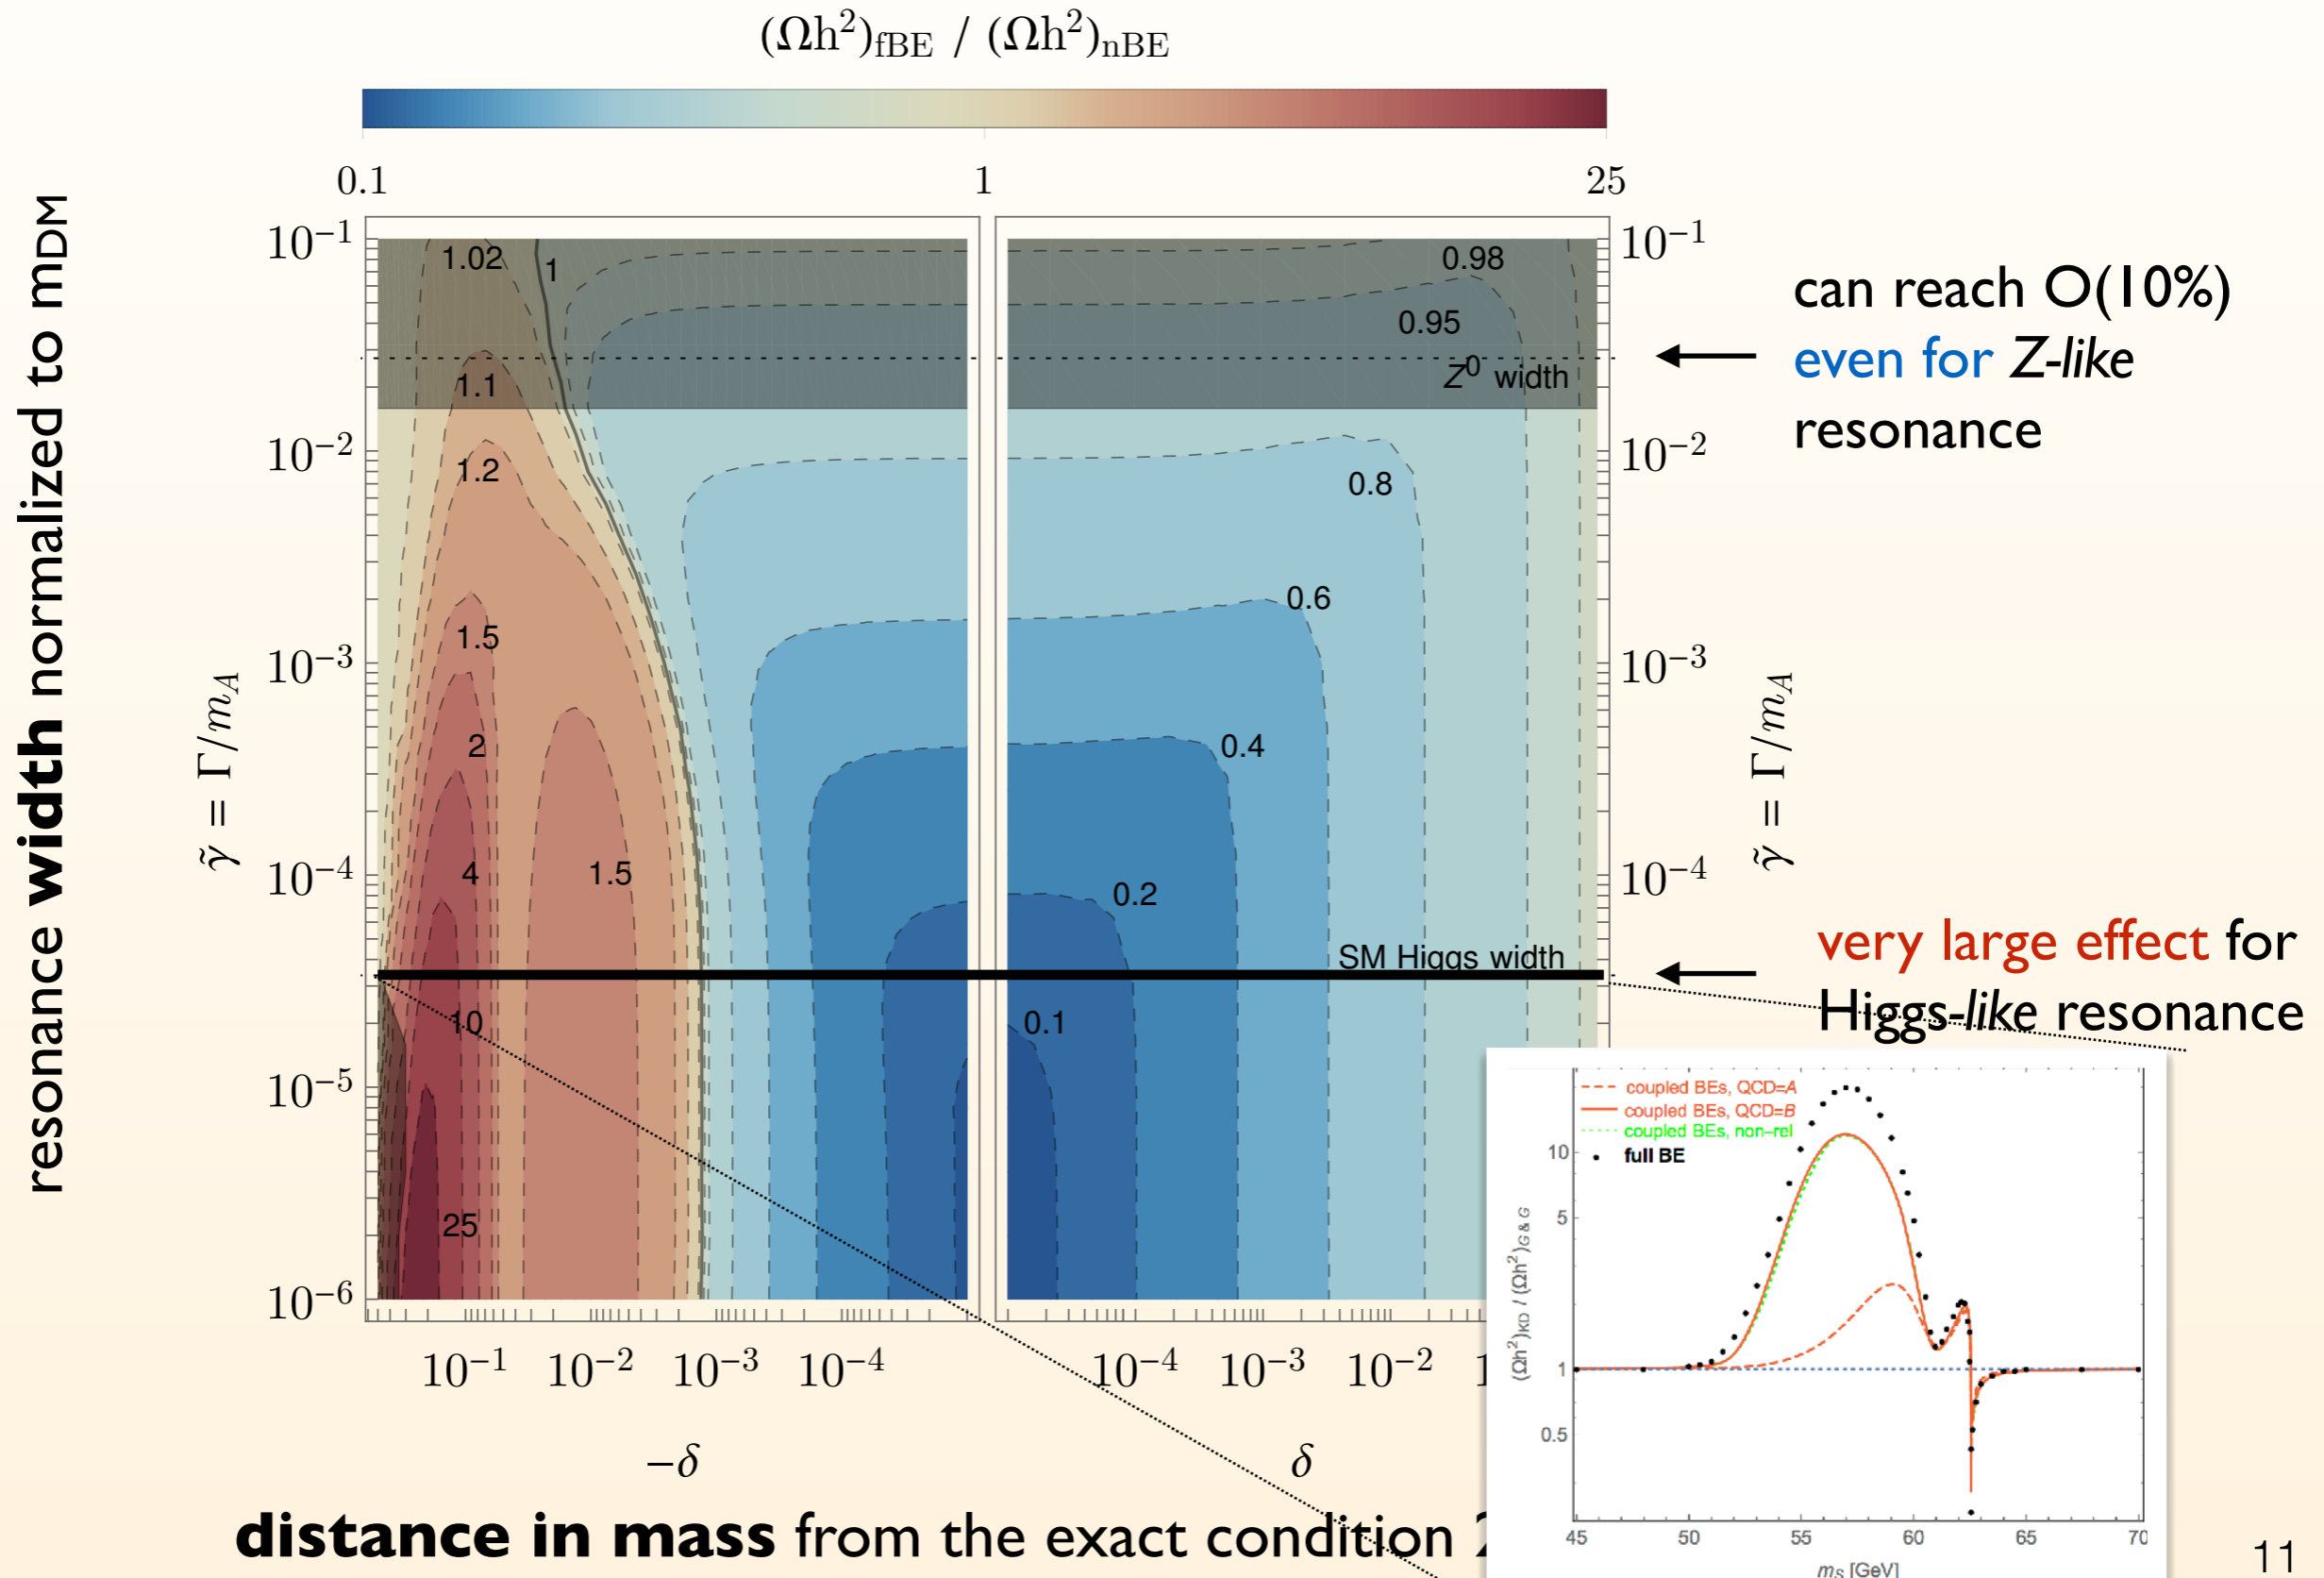 (Ωh²)fBE / (Ωh²)nBE
0.1 1 25
resonance width normalized to mDM
γ̃ = Γ/mA
10⁻¹
10⁻²
10⁻³
10⁻⁴
10⁻⁵
10⁻⁶
1.02
1
1.1
1.2
1.5
2
4
1.5
10
25
0.98
0.95
Z⁰ width
0.8
0.6
0.4
0.2
SM Higgs width
0.1
10⁻¹
10⁻²
10⁻³
10⁻⁴
γ̃ = Γ/mA
can reach O(10%)
even for Z-like
resonance
very large effect for
Higgs-like resonance
10⁻¹ 10⁻² 10⁻³ 10⁻⁴
10⁻⁴ 10⁻³ 10⁻²
−δ
δ
distance in mass from the exact condition
coupled BEs, QCD=A
coupled BEs, QCD=B
coupled BEs, non-rel
full BE
(Ωh²)KD / (Ωh²)G&G
10
5
1
0.5
45 50 55 60 65 70
mS [GeV]
11